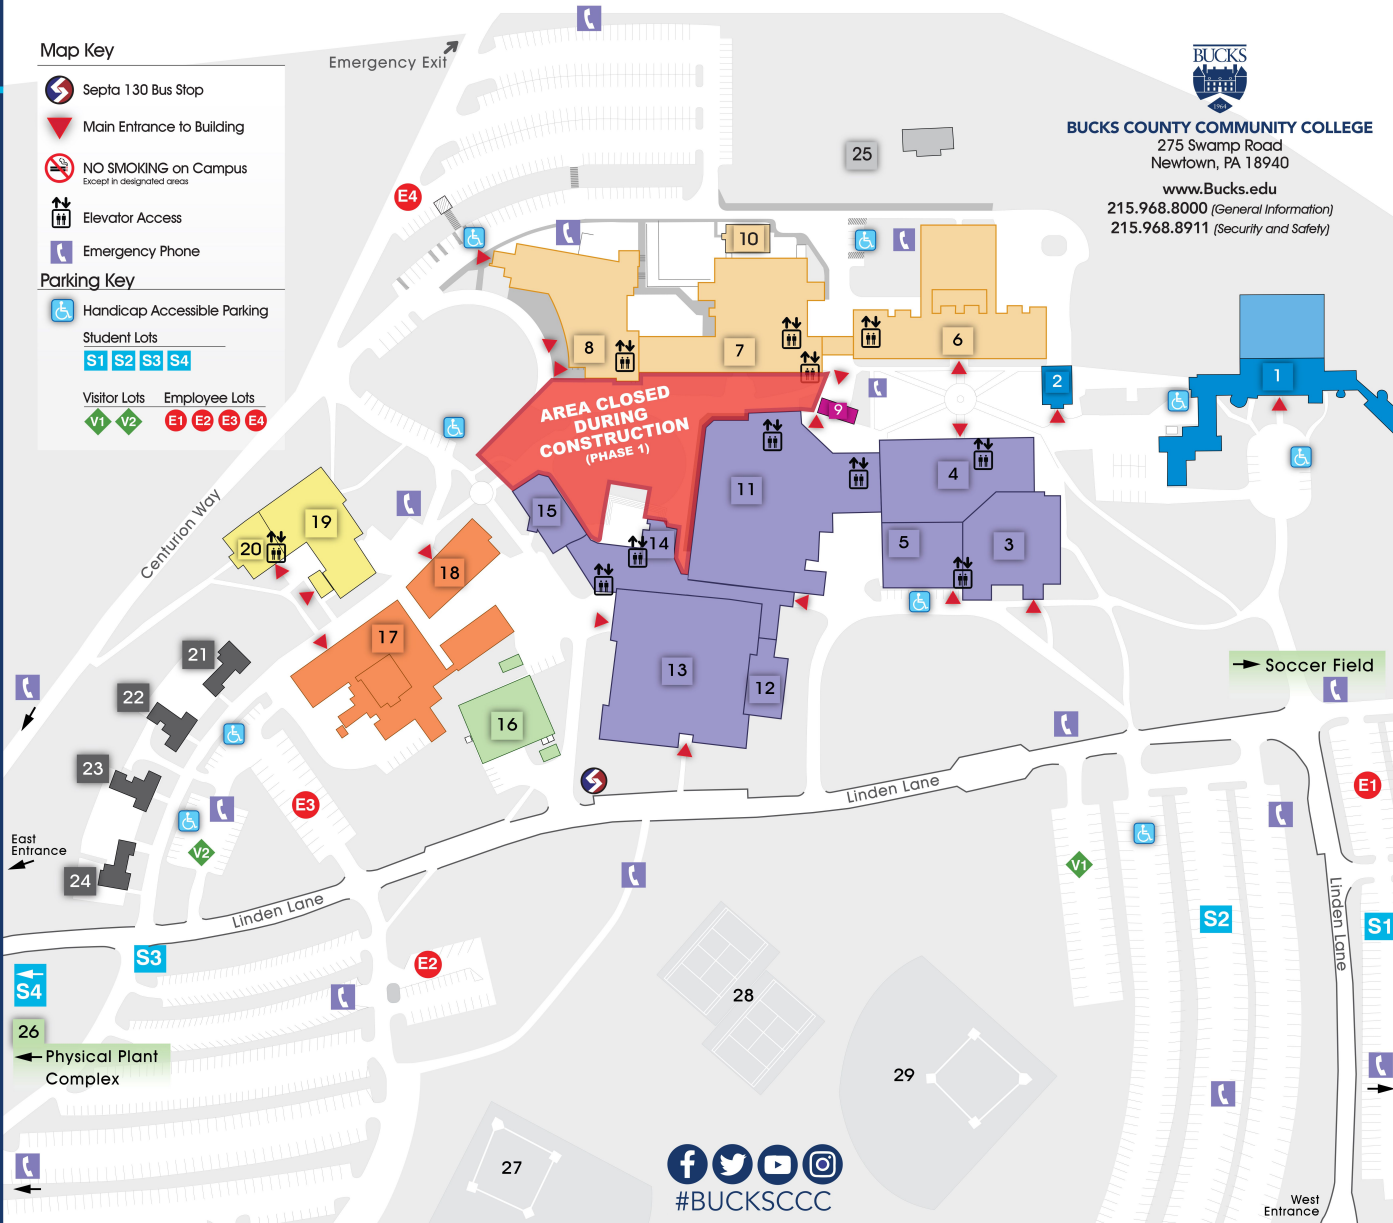 Map Key
Septa 130 Bus Stop
Main Entrance to Building
NO SMOKING on Campus
Except in designated areas
Elevator Access
Emergency Phone
Parking Key
Handicap Accessible Parking
Student Lots
S1 S2 S3 S4
Visitor Lots Employee Lots
V1 V2 E1 E2 E3 E4
Emergency Exit
BUCKS
1964
BUCKS COUNTY COMMUNITY COLLEGE
275 Swamp Road
Newtown, PA 18940
www.Bucks.edu
215.968.8000 (General Information)
215.968.8911 (Security and Safety)
25
E4
10
8
7
6
2
1
9
AREA CLOSED
DURING
CONSTRUCTION
(PHASE 1)
11
4
15
14
5
3
19
20
18
Centurion Way
17
21
22
23
24
16
13
12
Soccer Field
Linden Lane
E1
E3
V2
V1
East
Entrance
Linden Lane
S3
E2
S4
26
Physical Plant
Complex
S2
S1
Linden Lane
28
29
27
#BUCKSCCC
West
Entrance